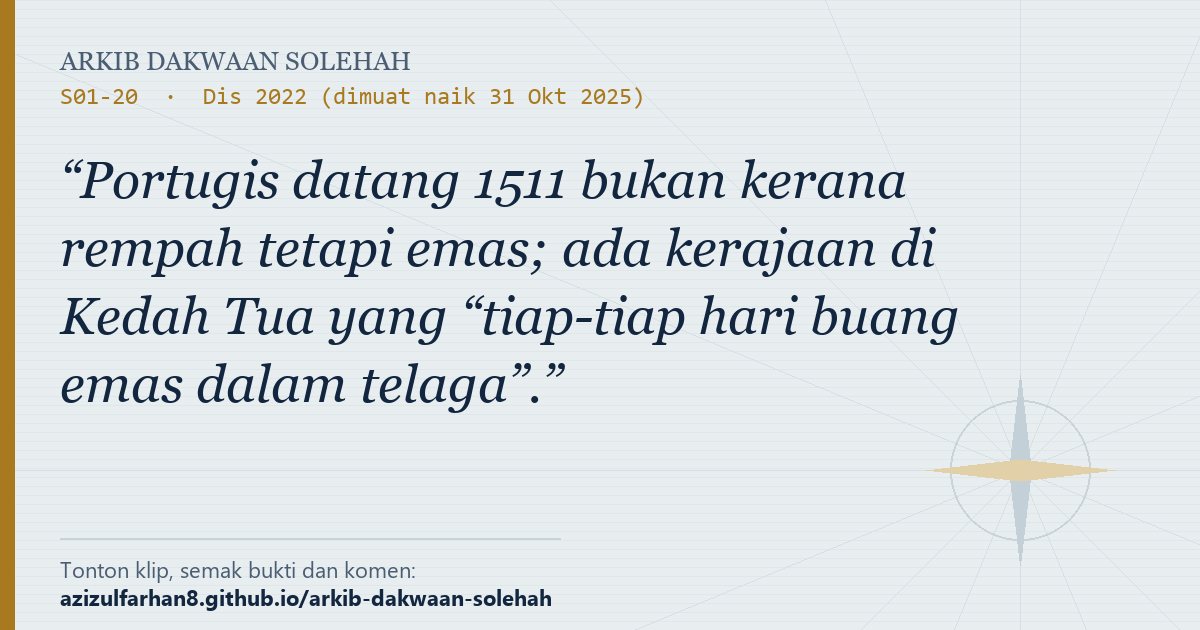 ARKIB DAKWAAN SOLEHAH
S01-20 · Dis 2022 (dimuat naik 31 Okt 2025)
“Portugis datang 1511 bukan kerana
rempah tetapi emas; ada kerajaan di
Kedah Tua yang “tiap-tiap hari buang
emas dalam telaga”.”
Tonton klip, semak bukti dan komen:
azizulfarhan8.github.io/arkib-dakwaan-solehah